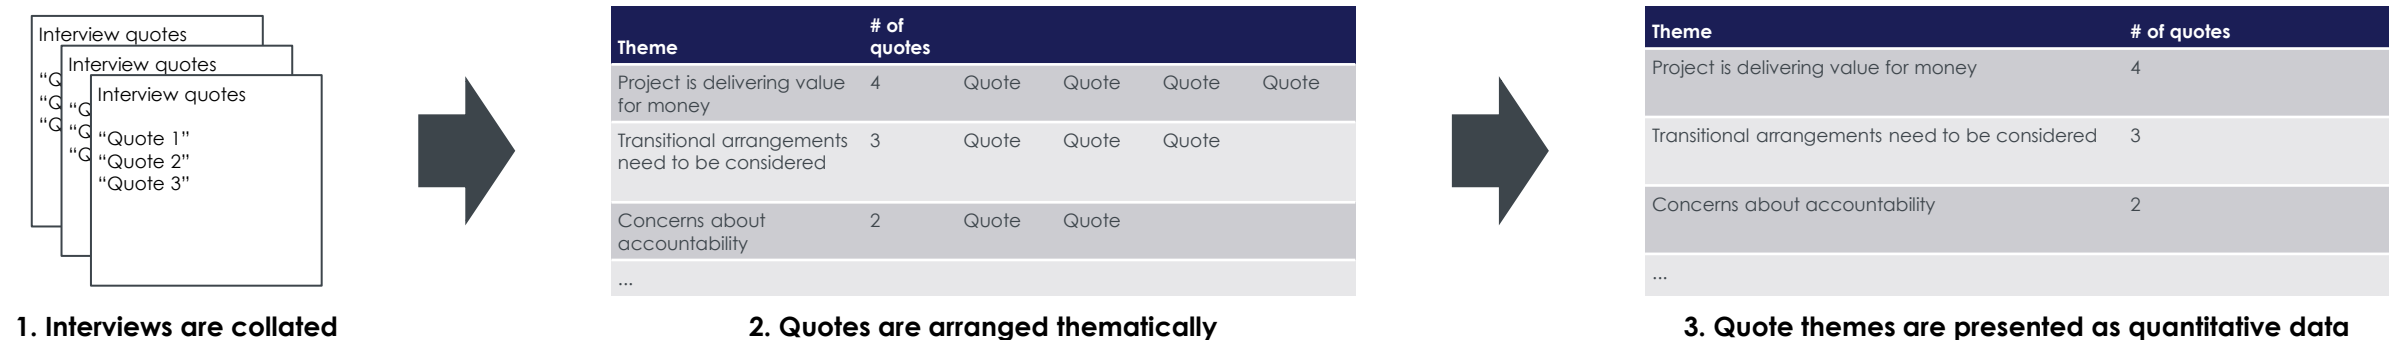 Interview quotes
"Q
"Q
"Q
Interview quotes
"Q
"Q
"Q
Interview quotes
"Quote 1"
"Quote 2"
"Quote 3"
1. Interviews are collated
Theme # of quotes
Project is delivering value for money 4 Quote Quote Quote Quote
Transitional arrangements need to be considered 3 Quote Quote Quote
Concerns about accountability 2 Quote Quote
...
2. Quotes are arranged thematically
Theme # of quotes
Project is delivering value for money 4
Transitional arrangements need to be considered 3
Concerns about accountability 2
...
3. Quote themes are presented as quantitative data